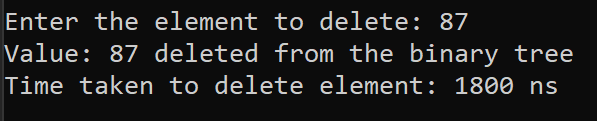 Enter the element to delete: 87
Value: 87 deleted from the binary tree
Time taken to delete element: 1800 ns